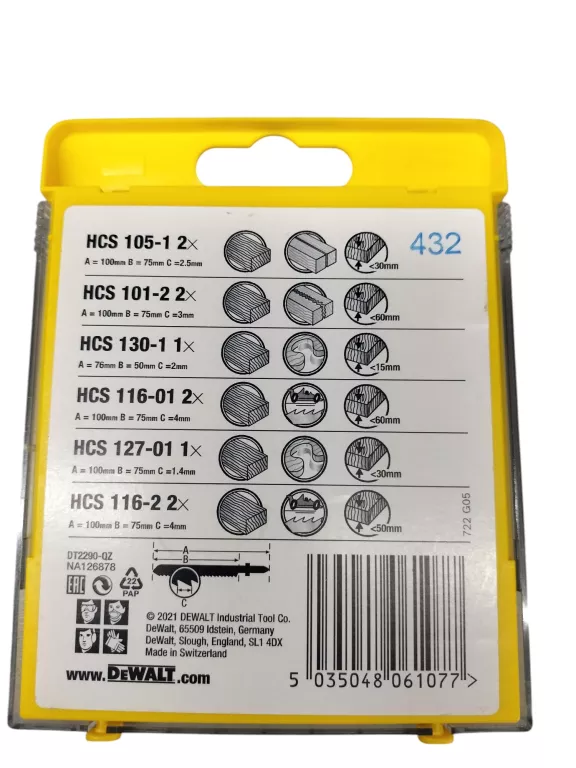 HCS 105-1 2×
A = 100mm B = 75mm C =2.5mm
<30mm
432
HCS 101-2 2×
A = 100mm B = 75mm C =3mm
<60mm
HCS 130-1 1×
A = 76mm B = 50mm C =2mm
<15mm
HCS 116-01 2×
A = 100mm B = 75mm C =4mm
<60mm
HCS 127-01 1×
A = 100mm B = 75mm C =1.4mm
<30mm
HCS 116-2 2×
A = 100mm B = 75mm C =4mm
<50mm
722 G05
DT2290-QZ
NA126878
A
B
C
EAC
22
PAP
© 2021 DEWALT Industrial Tool Co.
DeWalt, 65509 Idstein, Germany
DeWalt, Slough, England, SL1 4DX
Made in Switzerland
www.DEWALT.com
5 035048 061077 >